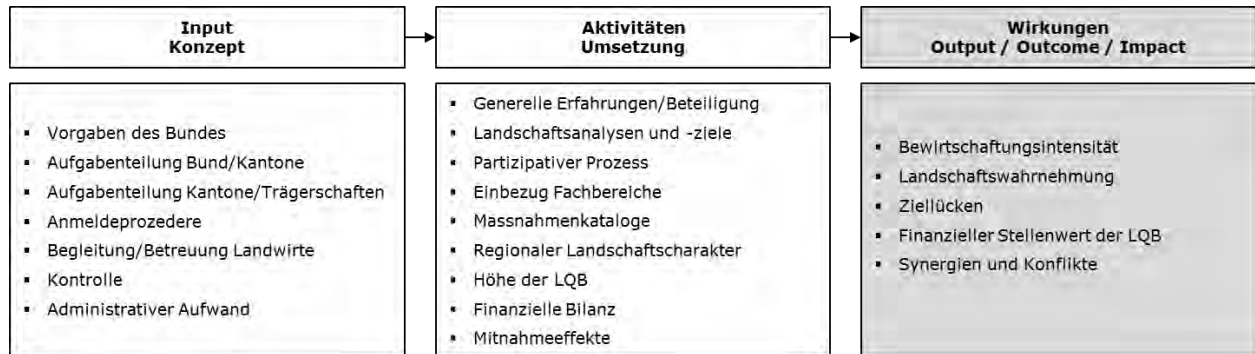 Input
Konzept
Aktivitäten
Umsetzung
Wirkungen
Output / Outcome / Impact
▪ Vorgaben des Bundes
▪ Aufgabenteilung Bund/Kantone
▪ Aufgabenteilung Kantone/Trägerschaften
▪ Anmeldeprozedere
▪ Begleitung/Betreuung Landwirte
▪ Kontrolle
▪ Administrativer Aufwand
▪ Generelle Erfahrungen/Beteiligung
▪ Landschaftsanalysen und -ziele
▪ Partizipativer Prozess
▪ Einbezug Fachbereiche
▪ Massnahmenkataloge
▪ Regionaler Landschaftscharakter
▪ Höhe der LQB
▪ Finanzielle Bilanz
▪ Mitnahmeeffekte
▪ Bewirtschaftungsintensität
▪ Landschaftswahrnehmung
▪ Ziellücken
▪ Finanzieller Stellenwert der LQB
▪ Synergien und Konflikte